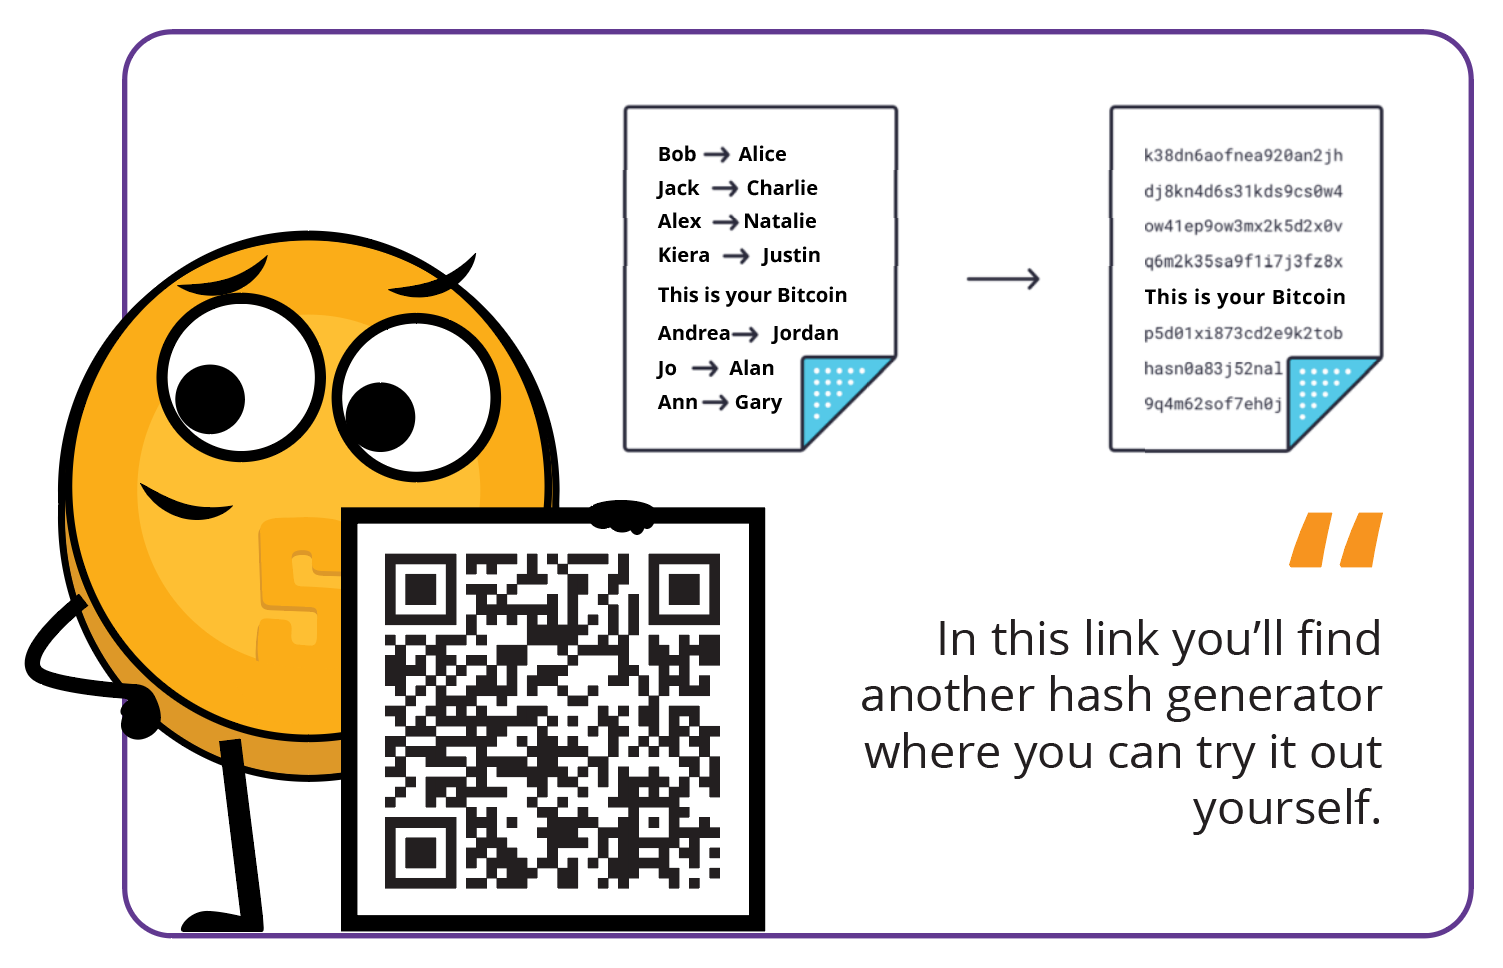 Bob → Alice
Jack → Charlie
Alex → Natalie
Kiera → Justin
This is your Bitcoin
Andrea → Jordan
Jo → Alan
Ann → Gary
k38dn6aofnea920an2jh
dj8kn4d6s31kds9cs0w4
ow41ep9ow3mx2k5d2x0v
q6m2k35sa9f1i7j3fz8x
This is your Bitcoin
p5d01xi873cd2e9k2tob
hasn0a83j52nal
9q4m62sof7eh0j
S
“
In this link you’ll find
another hash generator
where you can try it out
yourself.